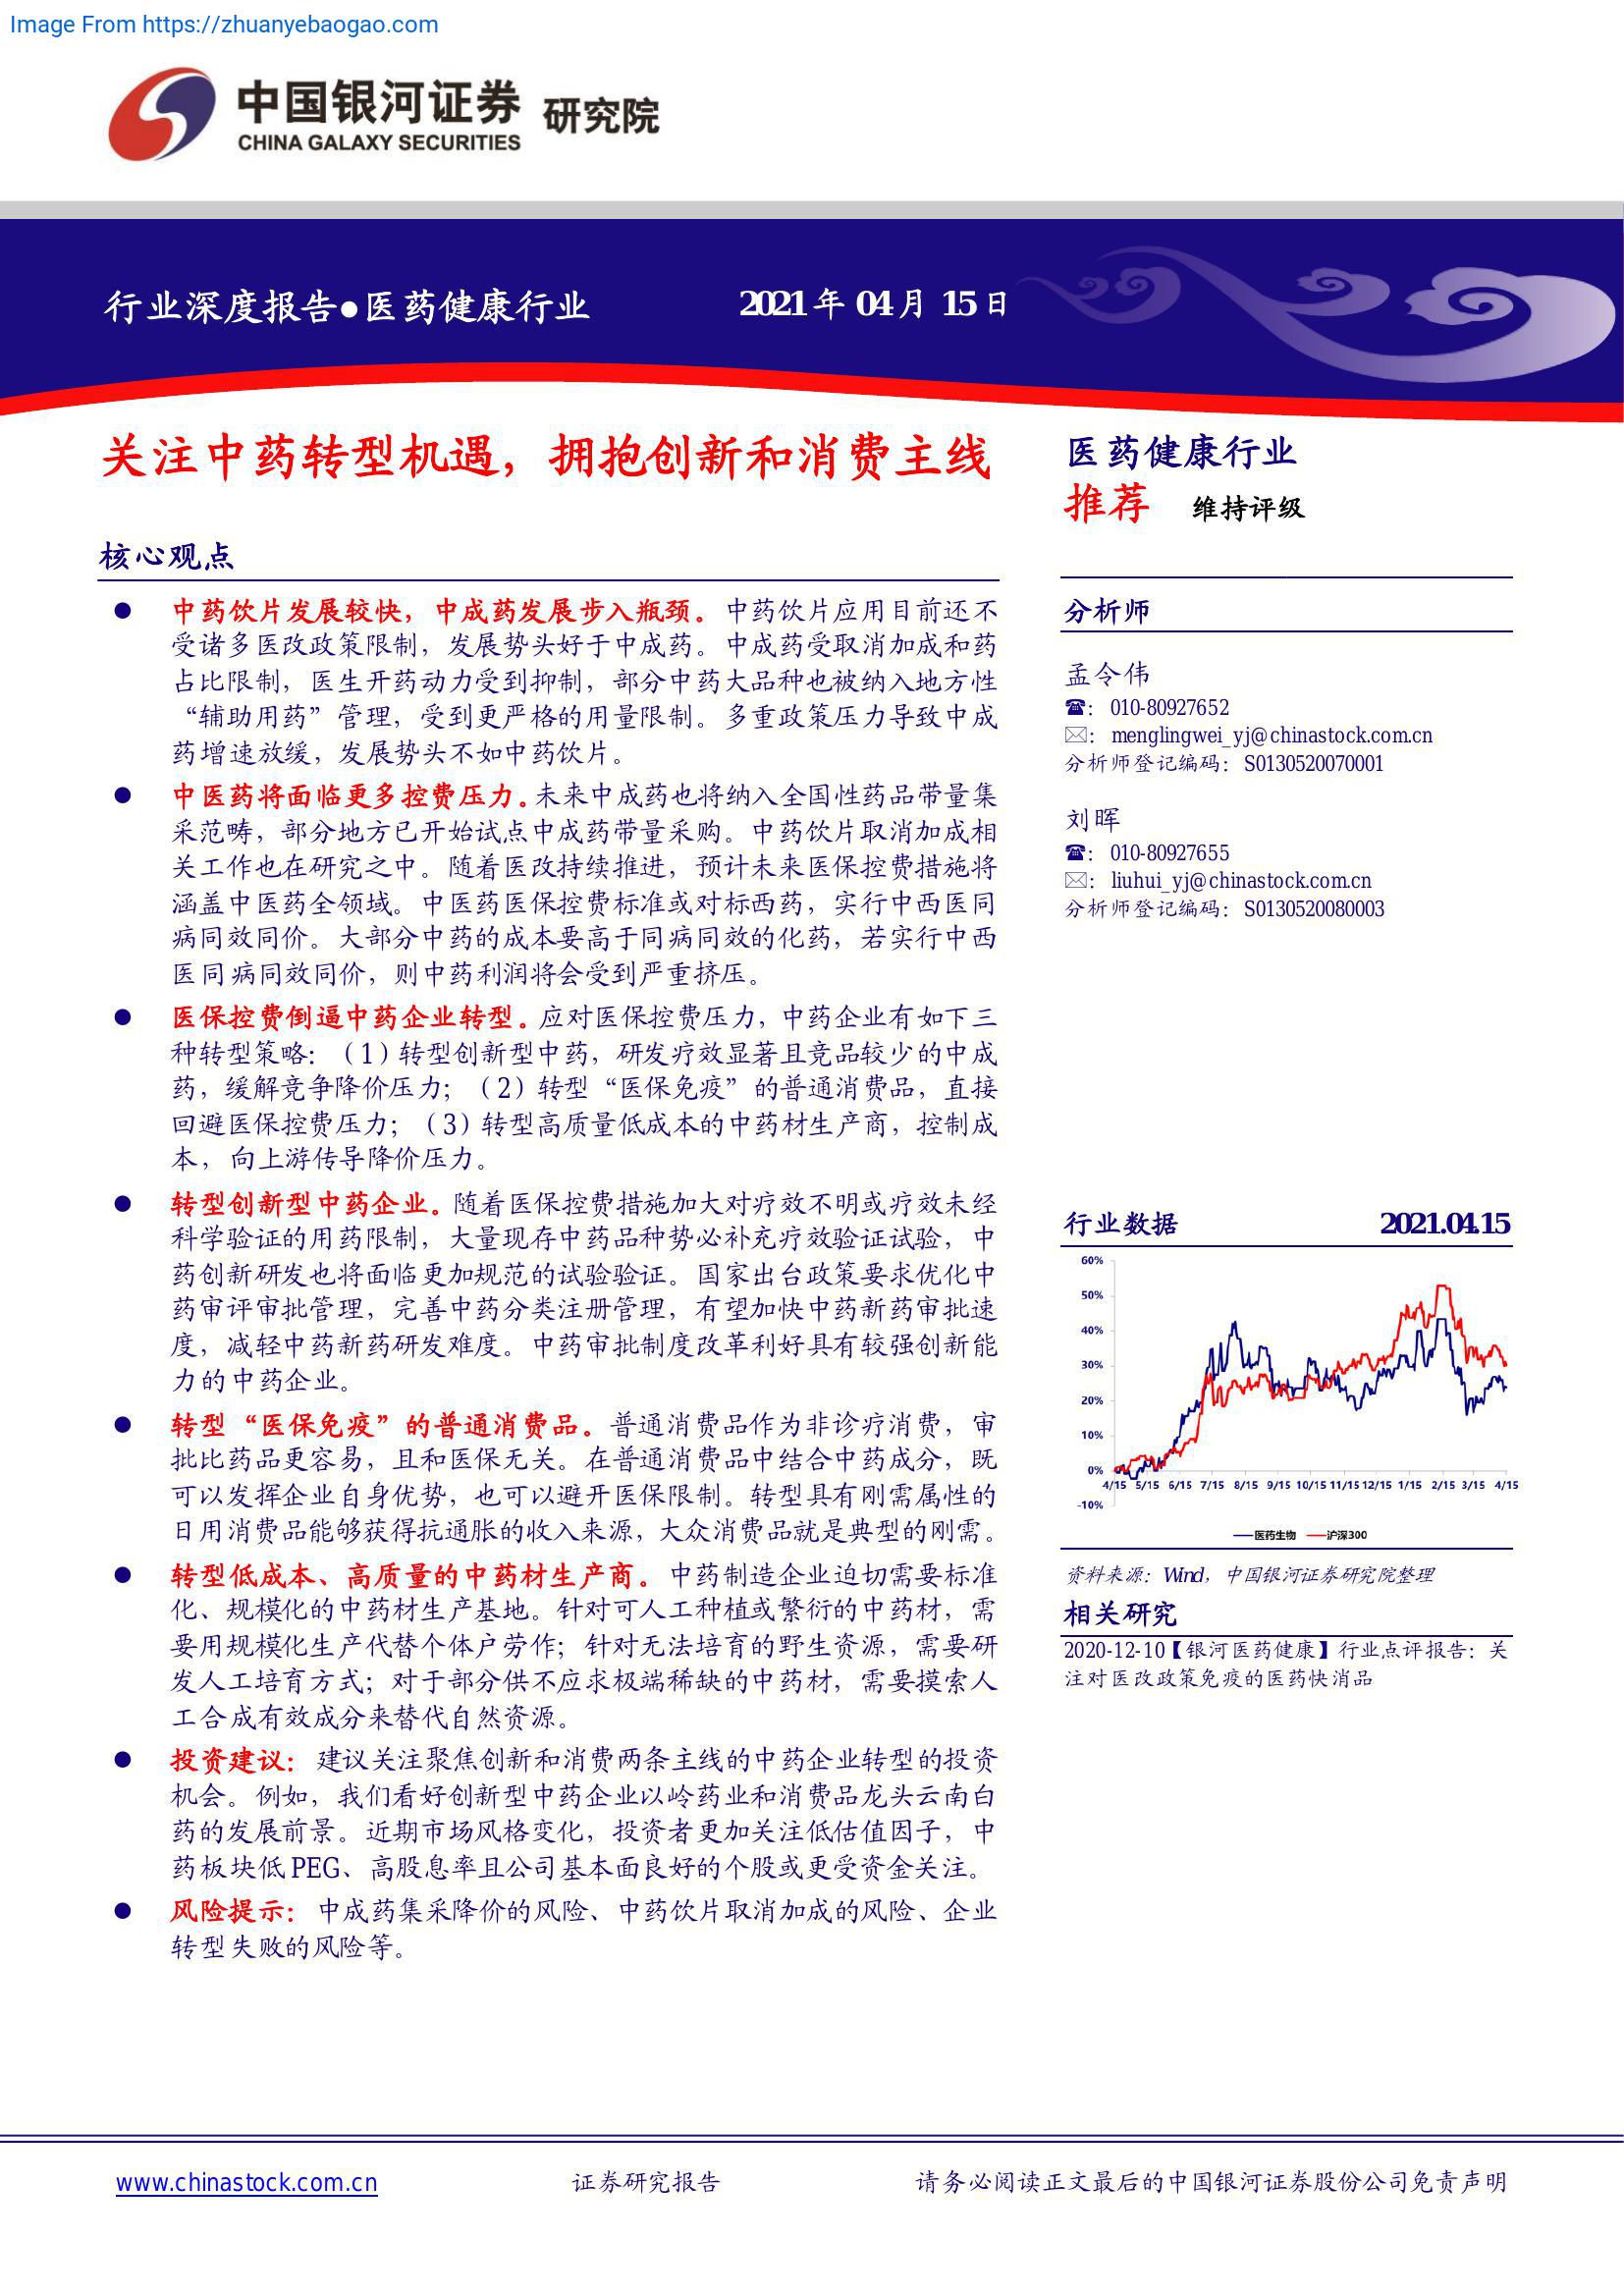 Image From https://zhuanyebaogao.com
中国银河证券 研究院
CHINA GALAXY SECURITIES
行业深度报告●医药健康行业 2021年04月15日
关注中药转型机遇，拥抱创新和消费主线
核心观点
● 中药饮片发展较快，中成药发展步入瓶颈。中药饮片应用目前还不
受诸多医改政策限制，发展势头好于中成药。中成药受取消加成和药
占比限制，医生开药动力受到抑制，部分中药大品种也被纳入地方性
“辅助用药”管理，受到更严格的用量限制。多重政策压力导致中成
药增速放缓，发展势头不如中药饮片。
● 中医药将面临更多控费压力。未来中成药也将纳入全国性药品带量集
采范畴，部分地方已开始试点中成药带量采购。中药饮片取消加成相
关工作也在研究之中。随着医改持续推进，预计未来医保控费措施将
涵盖中医药全领域。中医药医保控费标准或对标西药，实行中西医同
病同效同价。大部分中药的成本要高于同病同效的化药，若实行中西
医同病同效同价，则中药利润将会受到严重挤压。
● 医保控费倒逼中药企业转型。应对医保控费压力，中药企业有如下三
种转型策略：（1）转型创新型中药，研发疗效显著且竞品较少的中成
药，缓解竞争降价压力；（2）转型“医保免疫”的普通消费品，直接
回避医保控费压力；（3）转型高质量低成本的中药材生产商，控制成
本，向上游传导降价压力。
● 转型创新型中药企业。随着医保控费措施加大对疗效不明或疗效未经
科学验证的用药限制，大量现存中药品种势必补充疗效验证试验，中
药创新研发也将面临更加规范的试验验证。国家出台政策要求优化中
药审评审批管理，完善中药分类注册管理，有望加快中药新药审批速
度，减轻中药新药研发难度。中药审批制度改革利好具有较强创新能
力的中药企业。
● 转型“医保免疫”的普通消费品。普通消费品作为非诊疗消费，审
批比药品更容易，且和医保无关。在普通消费品中结合中药成分，既
可以发挥企业自身优势，也可以避开医保限制。转型具有刚需属性的
日用消费品能够获得抗通胀的收入来源，大众消费品就是典型的刚需。
● 转型低成本、高质量的中药材生产商。中药制造企业迫切需要标准
化、规模化的中药材生产基地。针对可人工种植或繁衍的中药材，需
要用规模化生产代替个体户劳作；针对无法培育的野生资源，需要研
发人工培育方式；对于部分供不应求极端稀缺的中药材，需要摸索人
工合成有效成分来替代自然资源。
● 投资建议：建议关注聚焦创新和消费两条主线的中药企业转型的投资
机会。例如，我们看好创新型中药企业以岭药业和消费品龙头云南白
药的发展前景。近期市场风格变化，投资者更加关注低估值因子，中
药板块低PEG、高股息率且公司基本面良好的个股或更受资金关注。
● 风险提示：中成药集采降价的风险、中药饮片取消加成的风险、企业
转型失败的风险等。
医药健康行业
推荐 维持评级
分析师
孟令伟
☎：010-80927652
✉：menglingwei_yj@chinastock.com.cn
分析师登记编码：S0130520070001
刘晖
☎：010-80927655
✉：liuhui_yj@chinastock.com.cn
分析师登记编码：S0130520080003
行业数据 2021.04.15
60%
50%
40%
30%
20%
10%
0%
-10%
4/15 5/15 6/15 7/15 8/15 9/15 10/15 11/15 12/15 1/15 2/15 3/15 4/15
医药生物 沪深300
资料来源：Wind，中国银河证券研究院整理
相关研究
2020-12-10【银河医药健康】行业点评报告：关
注对医改政策免疫的医药快消品
www.chinastock.com.cn 证券研究报告 请务必阅读正文最后的中国银河证券股份公司免责声明